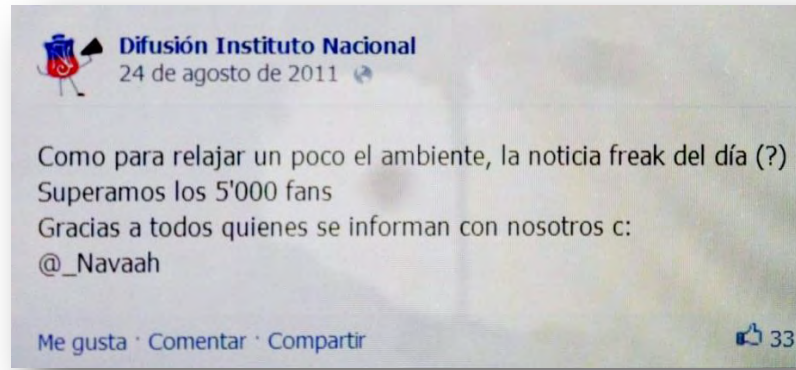 Difusión Instituto Nacional
24 de agosto de 2011
Como para relajar un poco el ambiente, la noticia freak del día (?)
Superamos los 5'000 fans
Gracias a todos quienes se informan con nosotros c:
@_Navaah
Me gusta · Comentar · Compartir
33